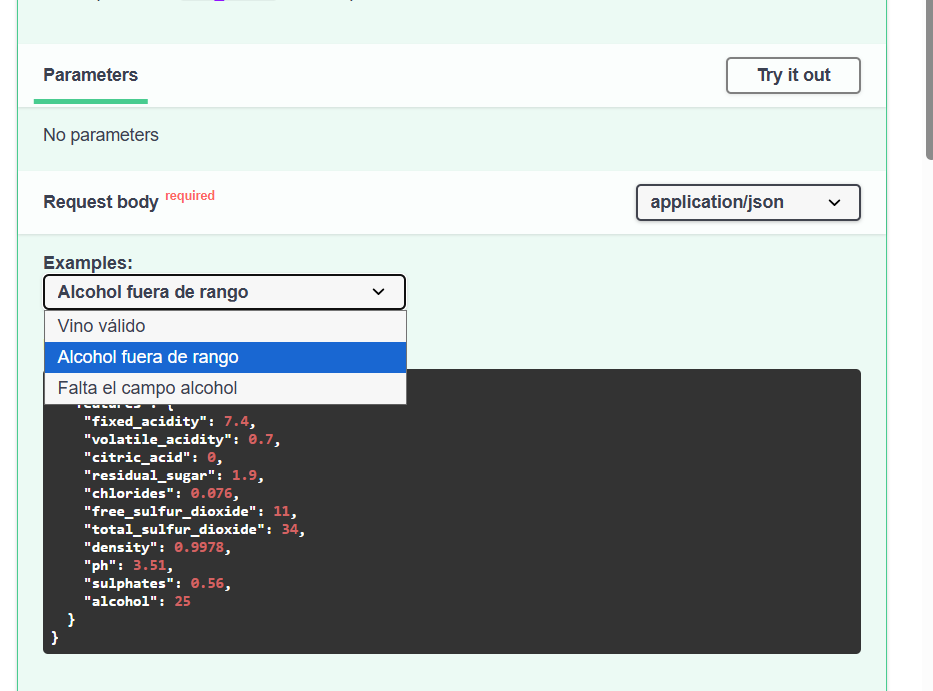 Parameters
Try it out
No parameters
Request body required
application/json
Examples:
Alcohol fuera de rango
Vino válido
Alcohol fuera de rango
Falta el campo alcohol
"features": {
"fixed_acidity": 7.4,
"volatile_acidity": 0.7,
"citric_acid": 0,
"residual_sugar": 1.9,
"chlorides": 0.076,
"free_sulfur_dioxide": 11,
"total_sulfur_dioxide": 34,
"density": 0.9978,
"ph": 3.51,
"sulphates": 0.56,
"alcohol": 25
}
}